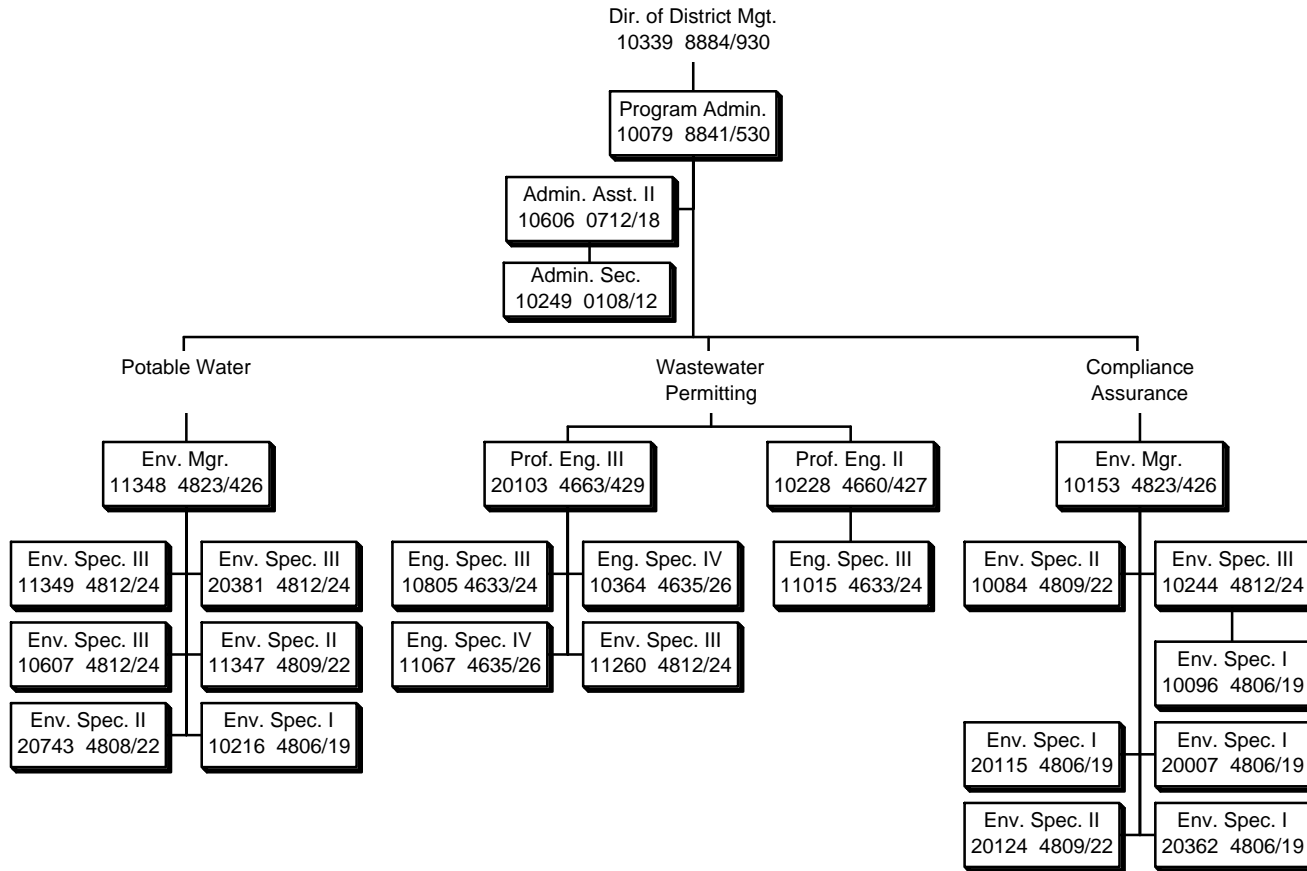 Dir. of District Mgt.
10339 8884/930
Program Admin.
10079 8841/530
Admin. Asst. II
10606 0712/18
Admin. Sec.
10249 0108/12
Potable Water
Env. Mgr.
11348 4823/426
Env. Spec. III
11349 4812/24
Env. Spec. III
20381 4812/24
Env. Spec. III
10607 4812/24
Env. Spec. II
11347 4809/22
Env. Spec. II
20743 4808/22
Env. Spec. I
10216 4806/19
Wastewater
Permitting
Prof. Eng. III
20103 4663/429
Eng. Spec. III
10805 4633/24
Eng. Spec. IV
10364 4635/26
Eng. Spec. IV
11067 4635/26
Env. Spec. III
11260 4812/24
Prof. Eng. II
10228 4660/427
Eng. Spec. III
11015 4633/24
Compliance
Assurance
Env. Mgr.
10153 4823/426
Env. Spec. II
10084 4809/22
Env. Spec. III
10244 4812/24
Env. Spec. I
10096 4806/19
Env. Spec. I
20115 4806/19
Env. Spec. I
20007 4806/19
Env. Spec. II
20124 4809/22
Env. Spec. I
20362 4806/19